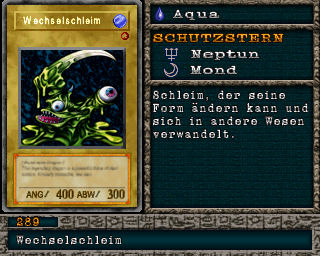 Wechselschleim
ANG/ 400 ABW/ 300
Aqua
SCHUTZSTERN
Neptun
Mond
Schleim, der seine
Form ändern kann und
sich in andere Wesen
verwandelt.
289
Wechselschleim